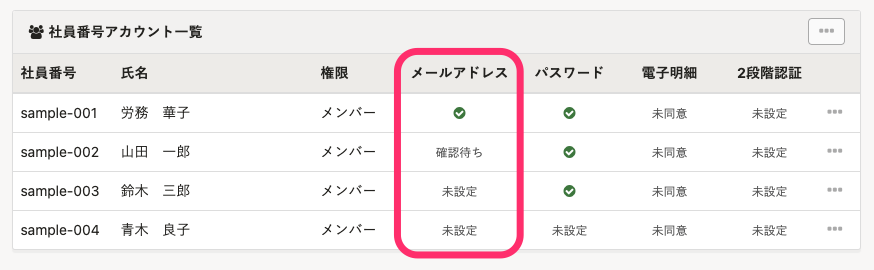 社員番号アカウント一覧
社員番号 氏名 権限 メールアドレス パスワード 電子明細 2段階認証
sample-001 労務　華子 メンバー 未同意 未設定
sample-002 山田　一郎 メンバー 確認待ち 未同意 未設定
sample-003 鈴木　三郎 メンバー 未設定 未同意 未設定
sample-004 青木　良子 メンバー 未設定 未設定 未同意 未設定